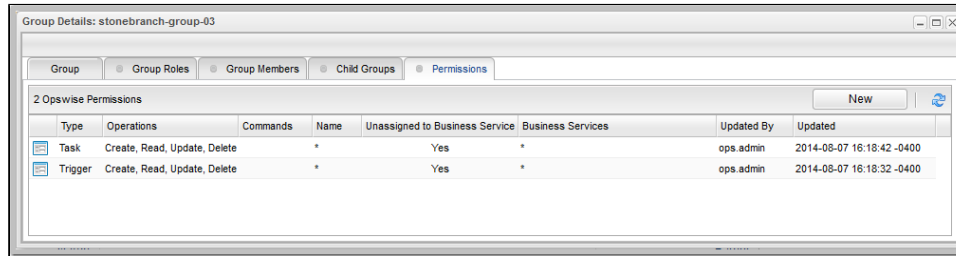 Group Details: stonebranch-group-03
Group Group Roles Group Members Child Groups Permissions
2 Opswise Permissions New
Type Operations Commands Name Unassigned to Business Service Business Services Updated By Updated
Task Create, Read, Update, Delete * Yes * ops.admin 2014-08-07 16:18:42 -0400
Trigger Create, Read, Update, Delete * Yes * ops.admin 2014-08-07 16:18:32 -0400